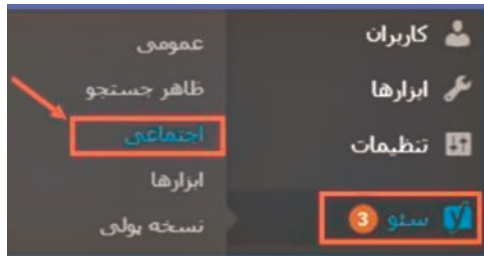 کاربران
ابزارها
تنظیمات
سئو 3
عمومی
ظاهر جستجو
اجتماعی
ابزارها
نسخه پولی